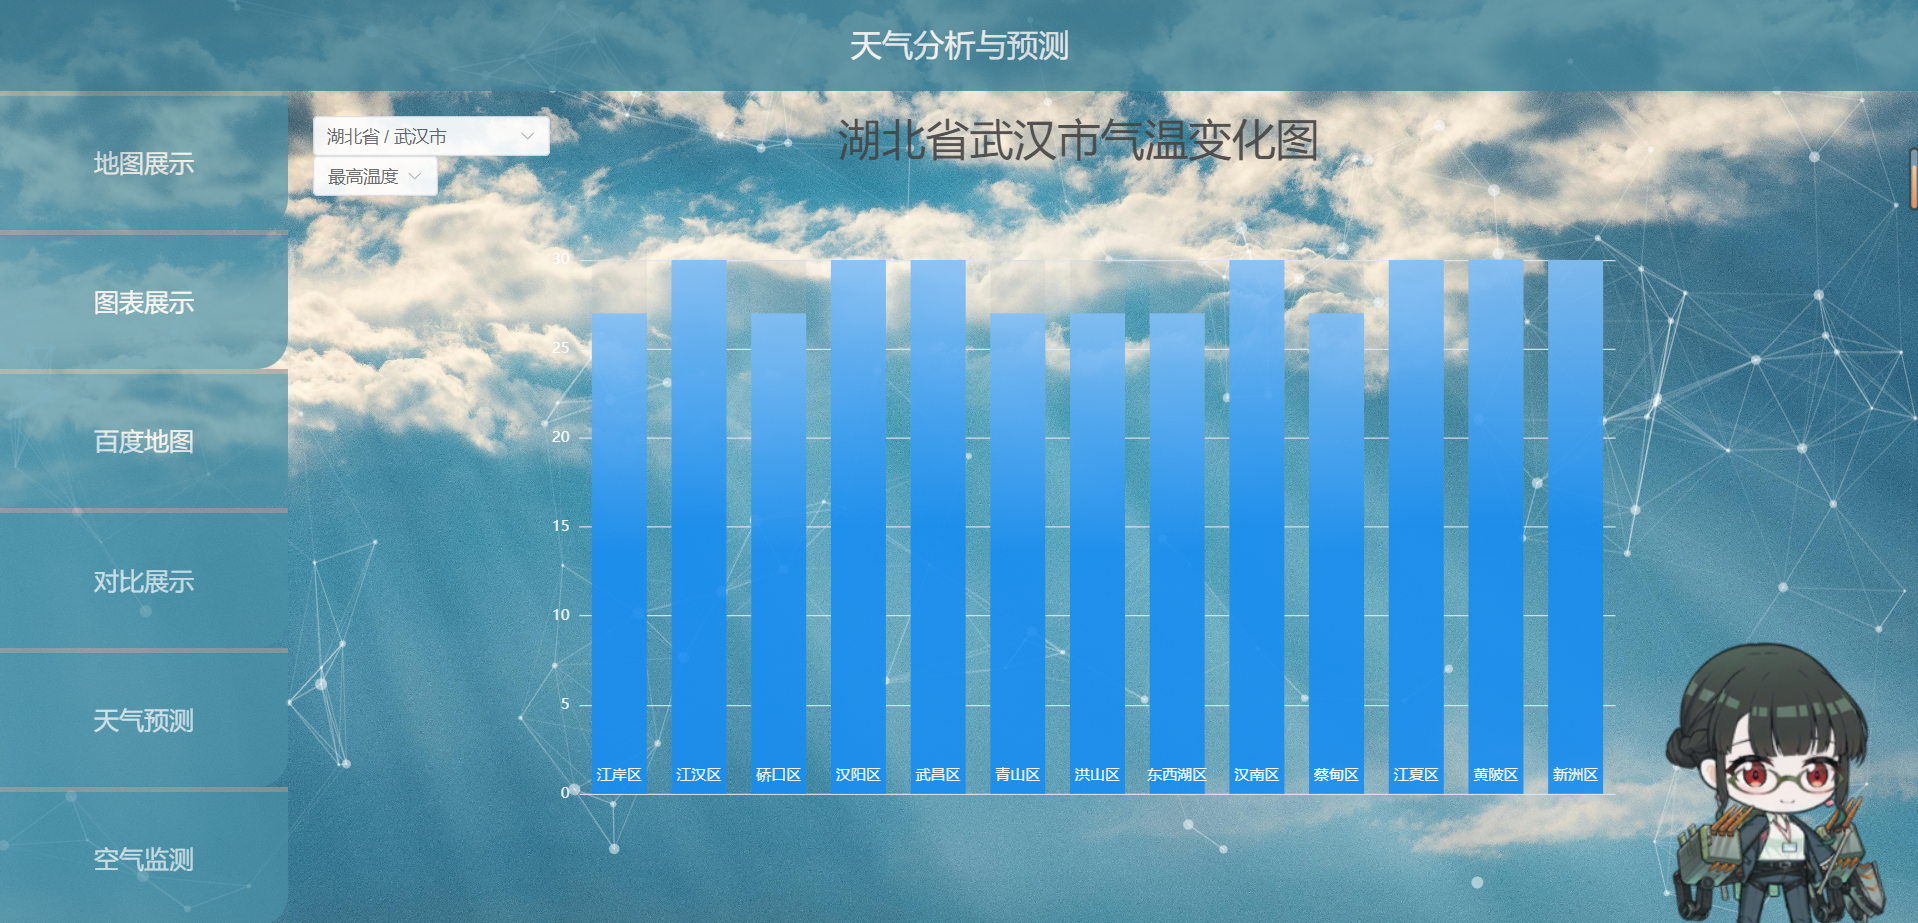 天气分析与预测
地图展示
图表展示
百度地图
对比展示
天气预测
空气监测
湖北省 / 武汉市
最高温度
湖北省武汉市气温变化图
30
25
20
15
10
5
0
江岸区 江汉区 硚口区 汉阳区 武昌区 青山区 洪山区 东西湖区 汉南区 蔡甸区 江夏区 黄陂区 新洲区